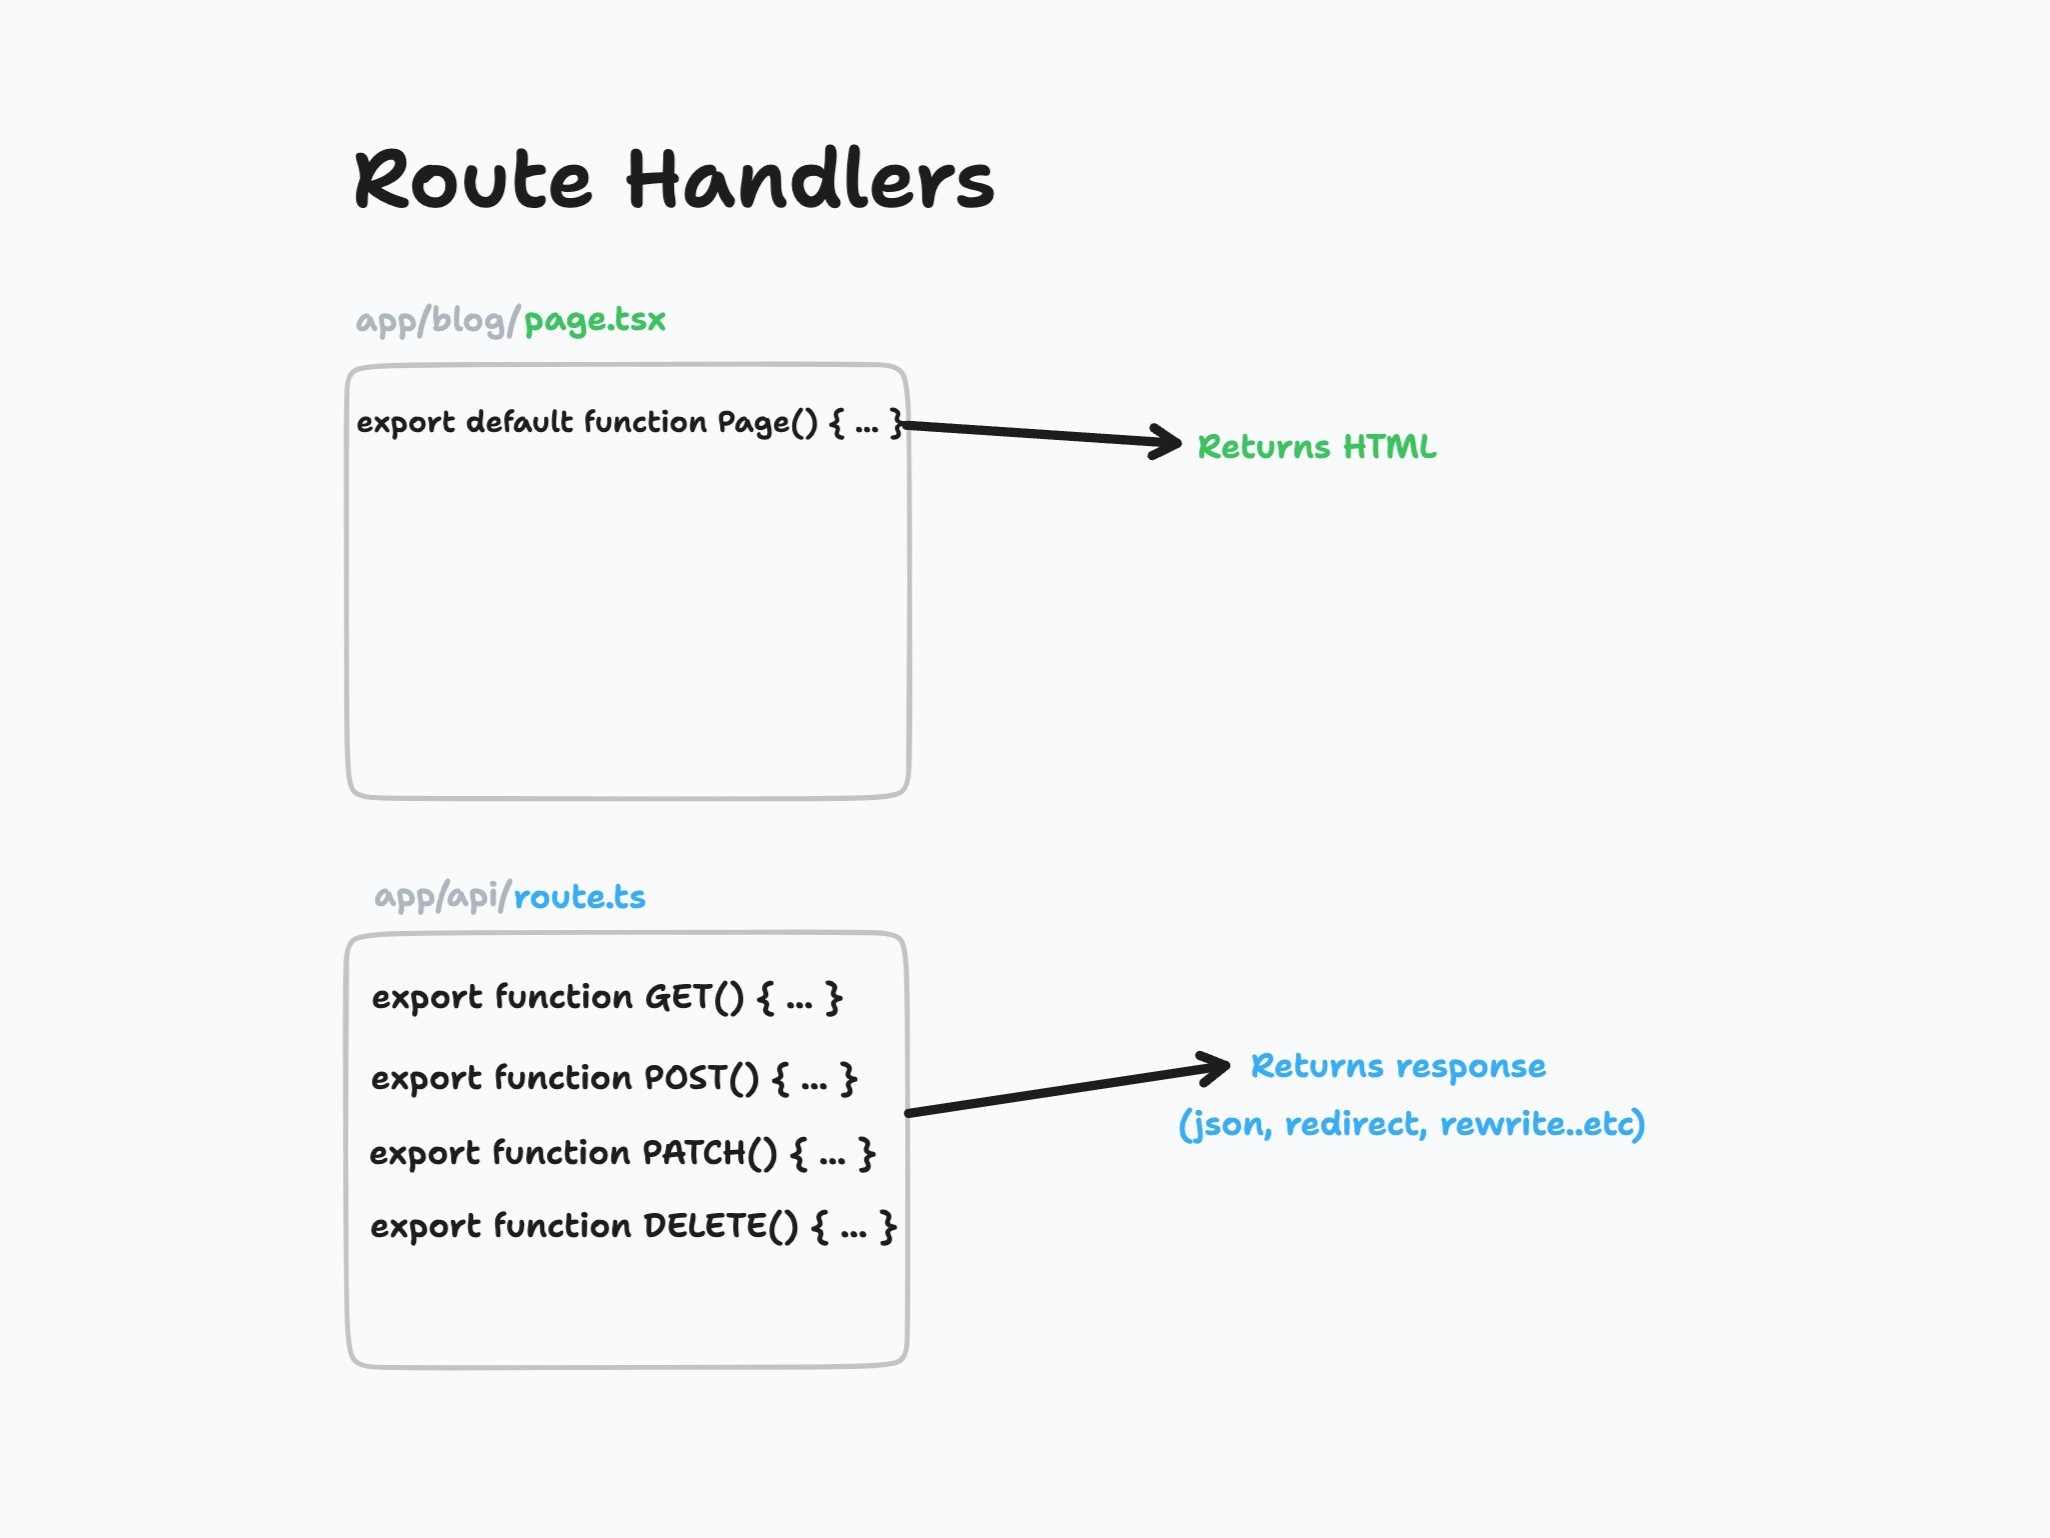 Route Handlers
app/blog/page.tsx
export default function Page() { ... }
Returns HTML
app/api/route.ts
export function GET() { ... }
export function POST() { ... }
export function PATCH() { ... }
export function DELETE() { ... }
Returns response
(json, redirect, rewrite..etc)